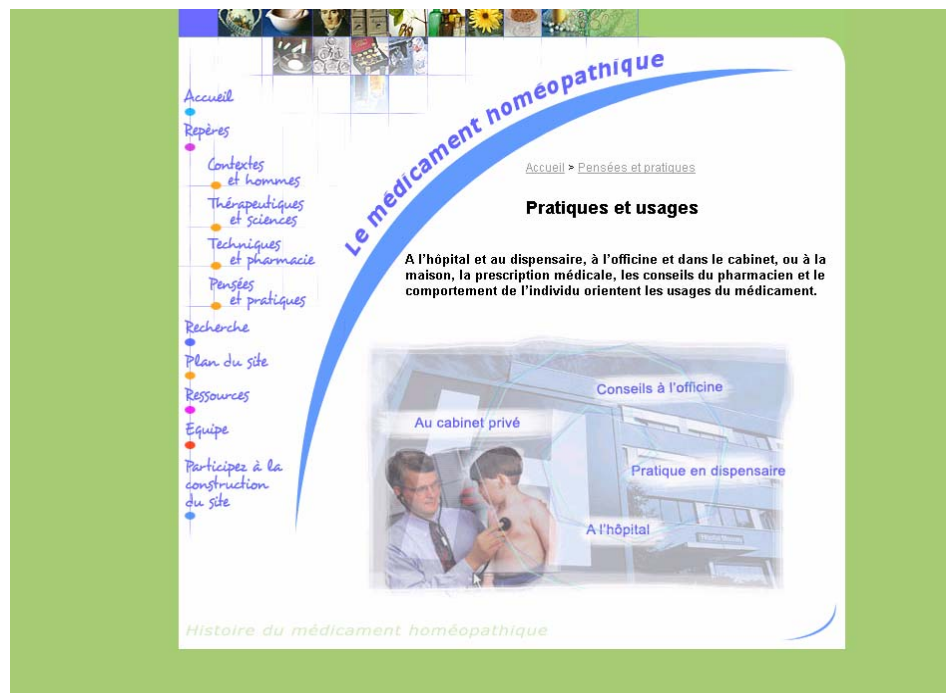 Le médicament homéopathique
Accueil
Repères
Contextes
et hommes
Thérapeutiques
et sciences
Techniques
et pharmacie
Pensées
et pratiques
Recherche
Plan du site
Ressources
Equipe
Participez à la
construction
du site
Accueil > Pensées et pratiques
Pratiques et usages
A l’hôpital et au dispensaire, à l’officine et dans le cabinet, ou à la
maison, la prescription médicale, les conseils du pharmacien et le
comportement de l’individu orientent les usages du médicament.
Conseils à l’officine
Au cabinet privé
Pratique en dispensaire
A l’hôpital
Histoire du médicament homéopathique